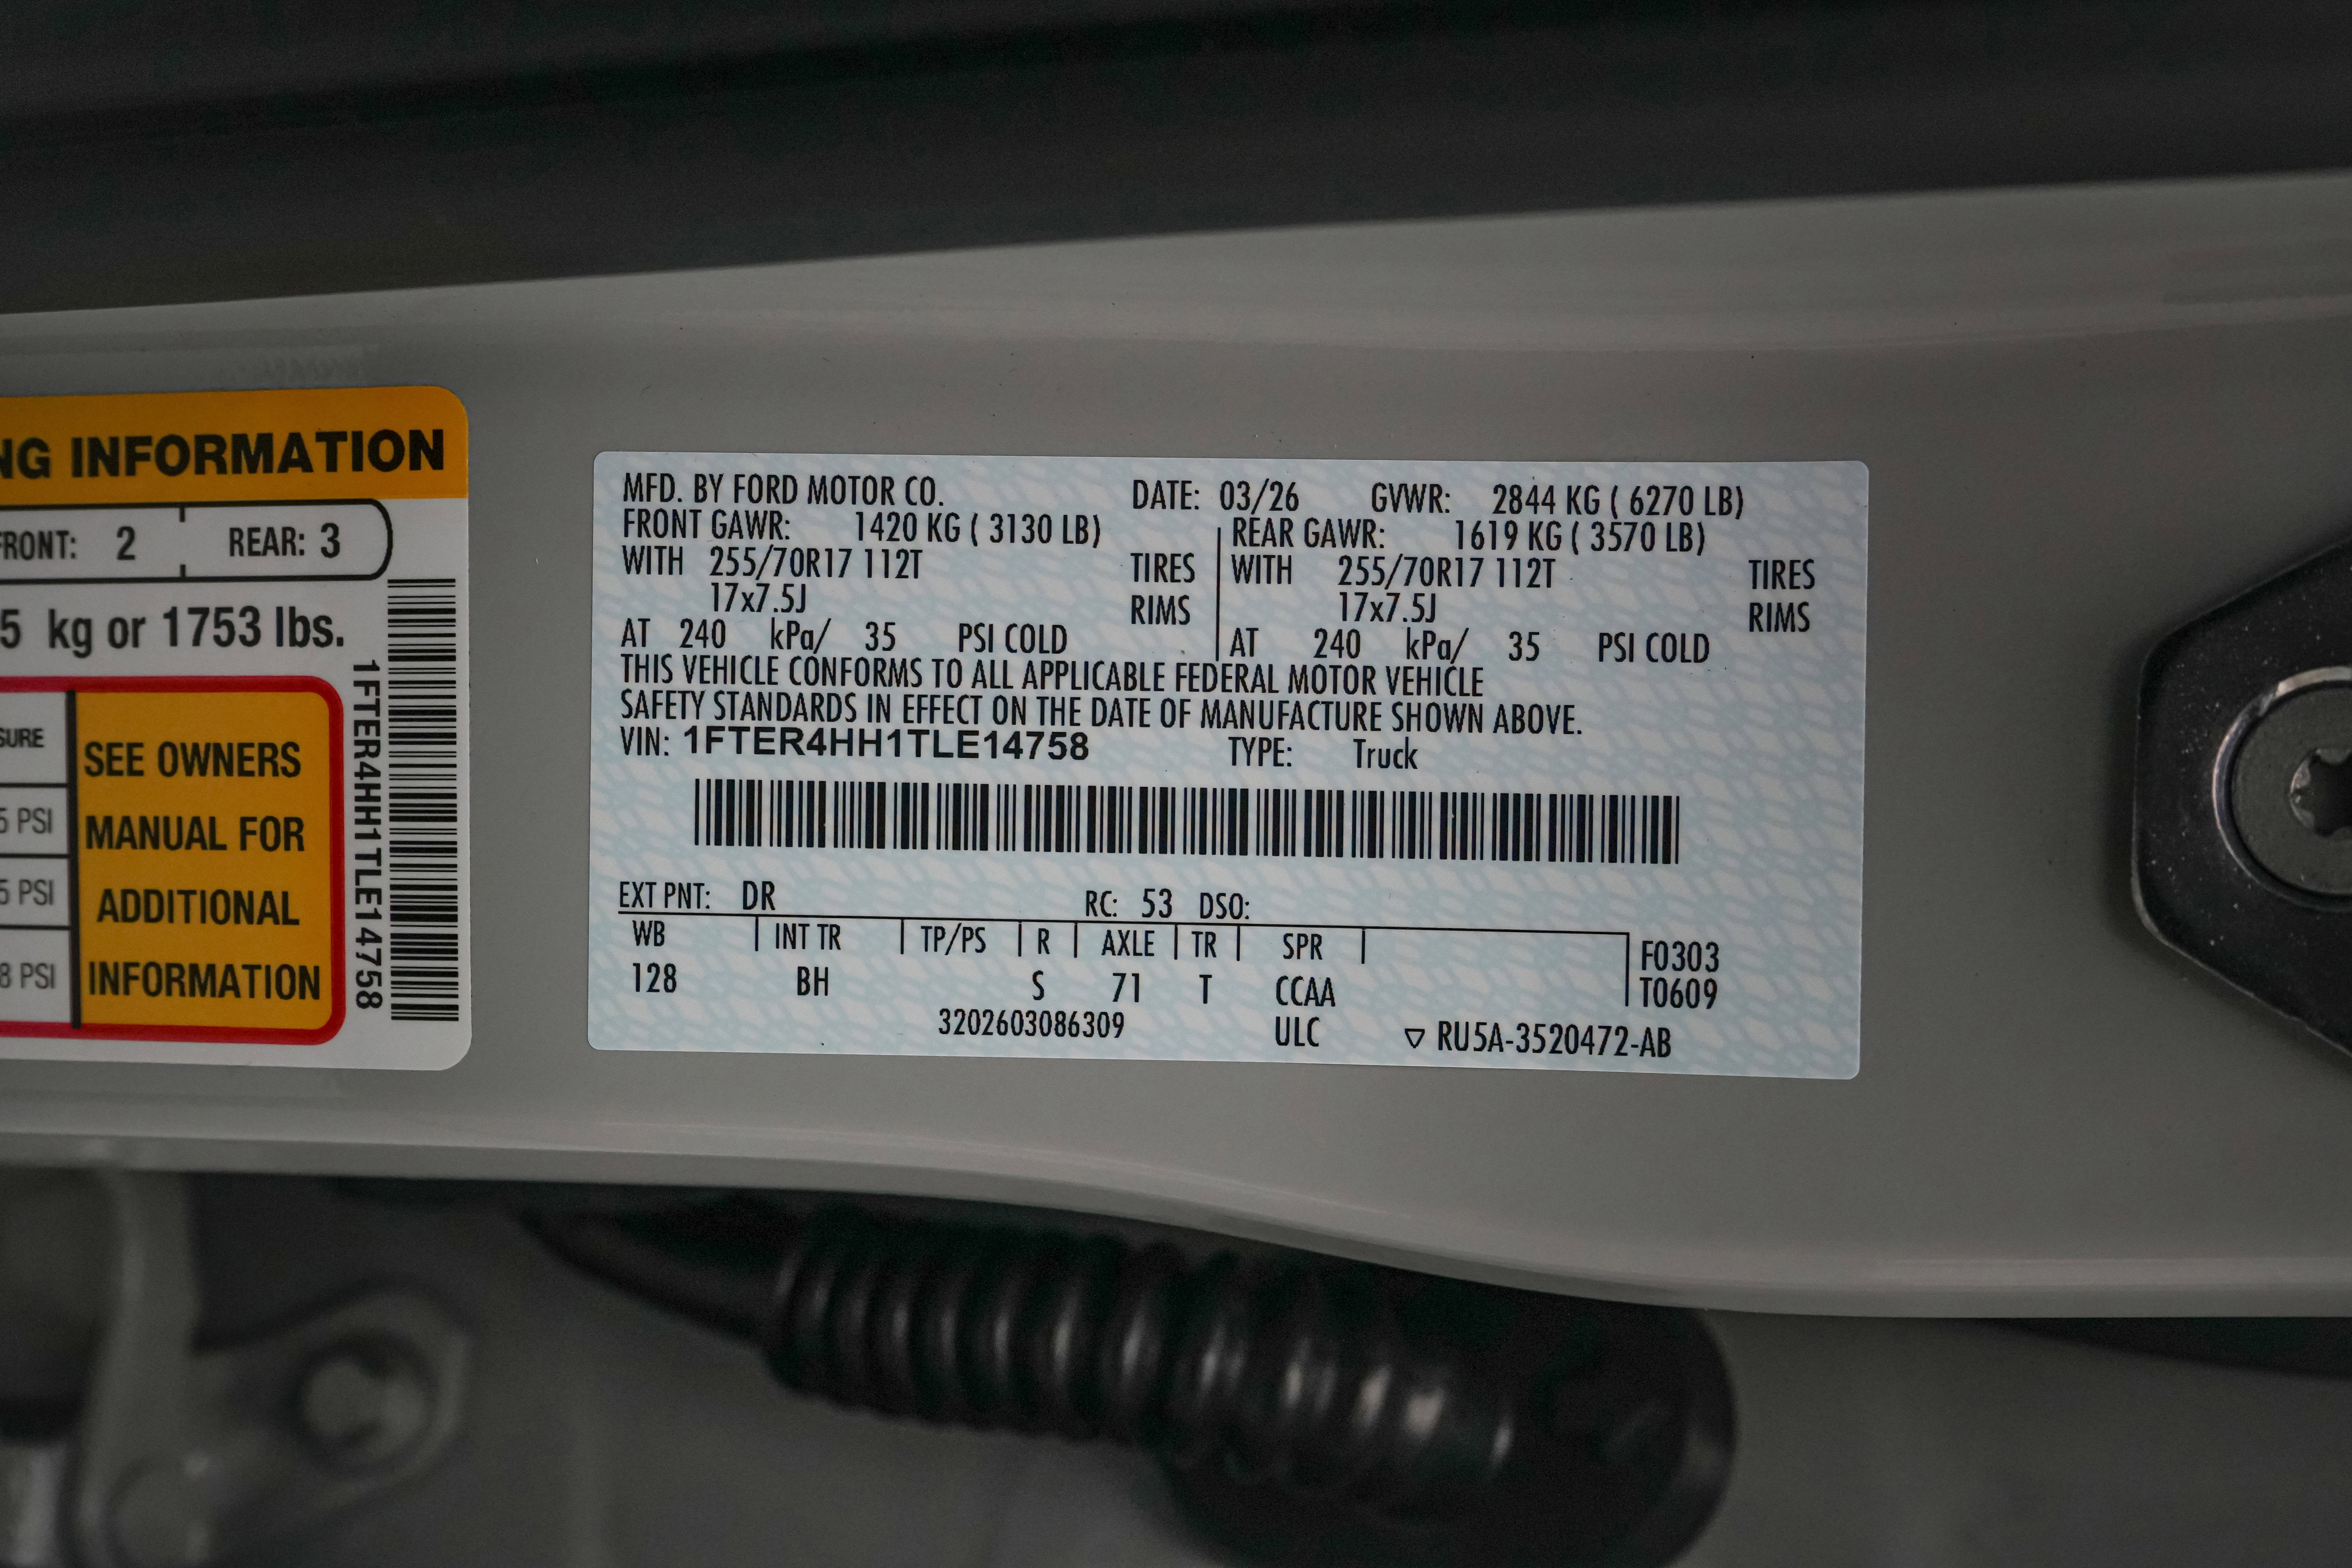 NG INFORMATION
FRONT: 2 REAR: 3
5 kg or 1753 lbs.
SURE
5 PSI
5 PSI
8 PSI
SEE OWNERS
MANUAL FOR
ADDITIONAL
INFORMATION
1FTER4HH1TLE14758
MFD. BY FORD MOTOR CO. DATE: 03/26 GVWR: 2844 KG ( 6270 LB)
FRONT GAWR: 1420 KG ( 3130 LB) REAR GAWR: 1619 KG ( 3570 LB)
WITH 255/70R17 112T TIRES WITH 255/70R17 112T TIRES
17x7.5J RIMS 17x7.5J RIMS
AT 240 kPa/ 35 PSI COLD AT 240 kPa/ 35 PSI COLD
THIS VEHICLE CONFORMS TO ALL APPLICABLE FEDERAL MOTOR VEHICLE
SAFETY STANDARDS IN EFFECT ON THE DATE OF MANUFACTURE SHOWN ABOVE.
VIN: 1FTER4HH1TLE14758 TYPE: Truck
EXT PNT: DR RC: 53 DSO:
WB INT TR TP/PS R AXLE TR SPR F0303
128 BH S 71 T CCAA T0609
3202603086309 ULC ▽ RU5A-3520472-AB